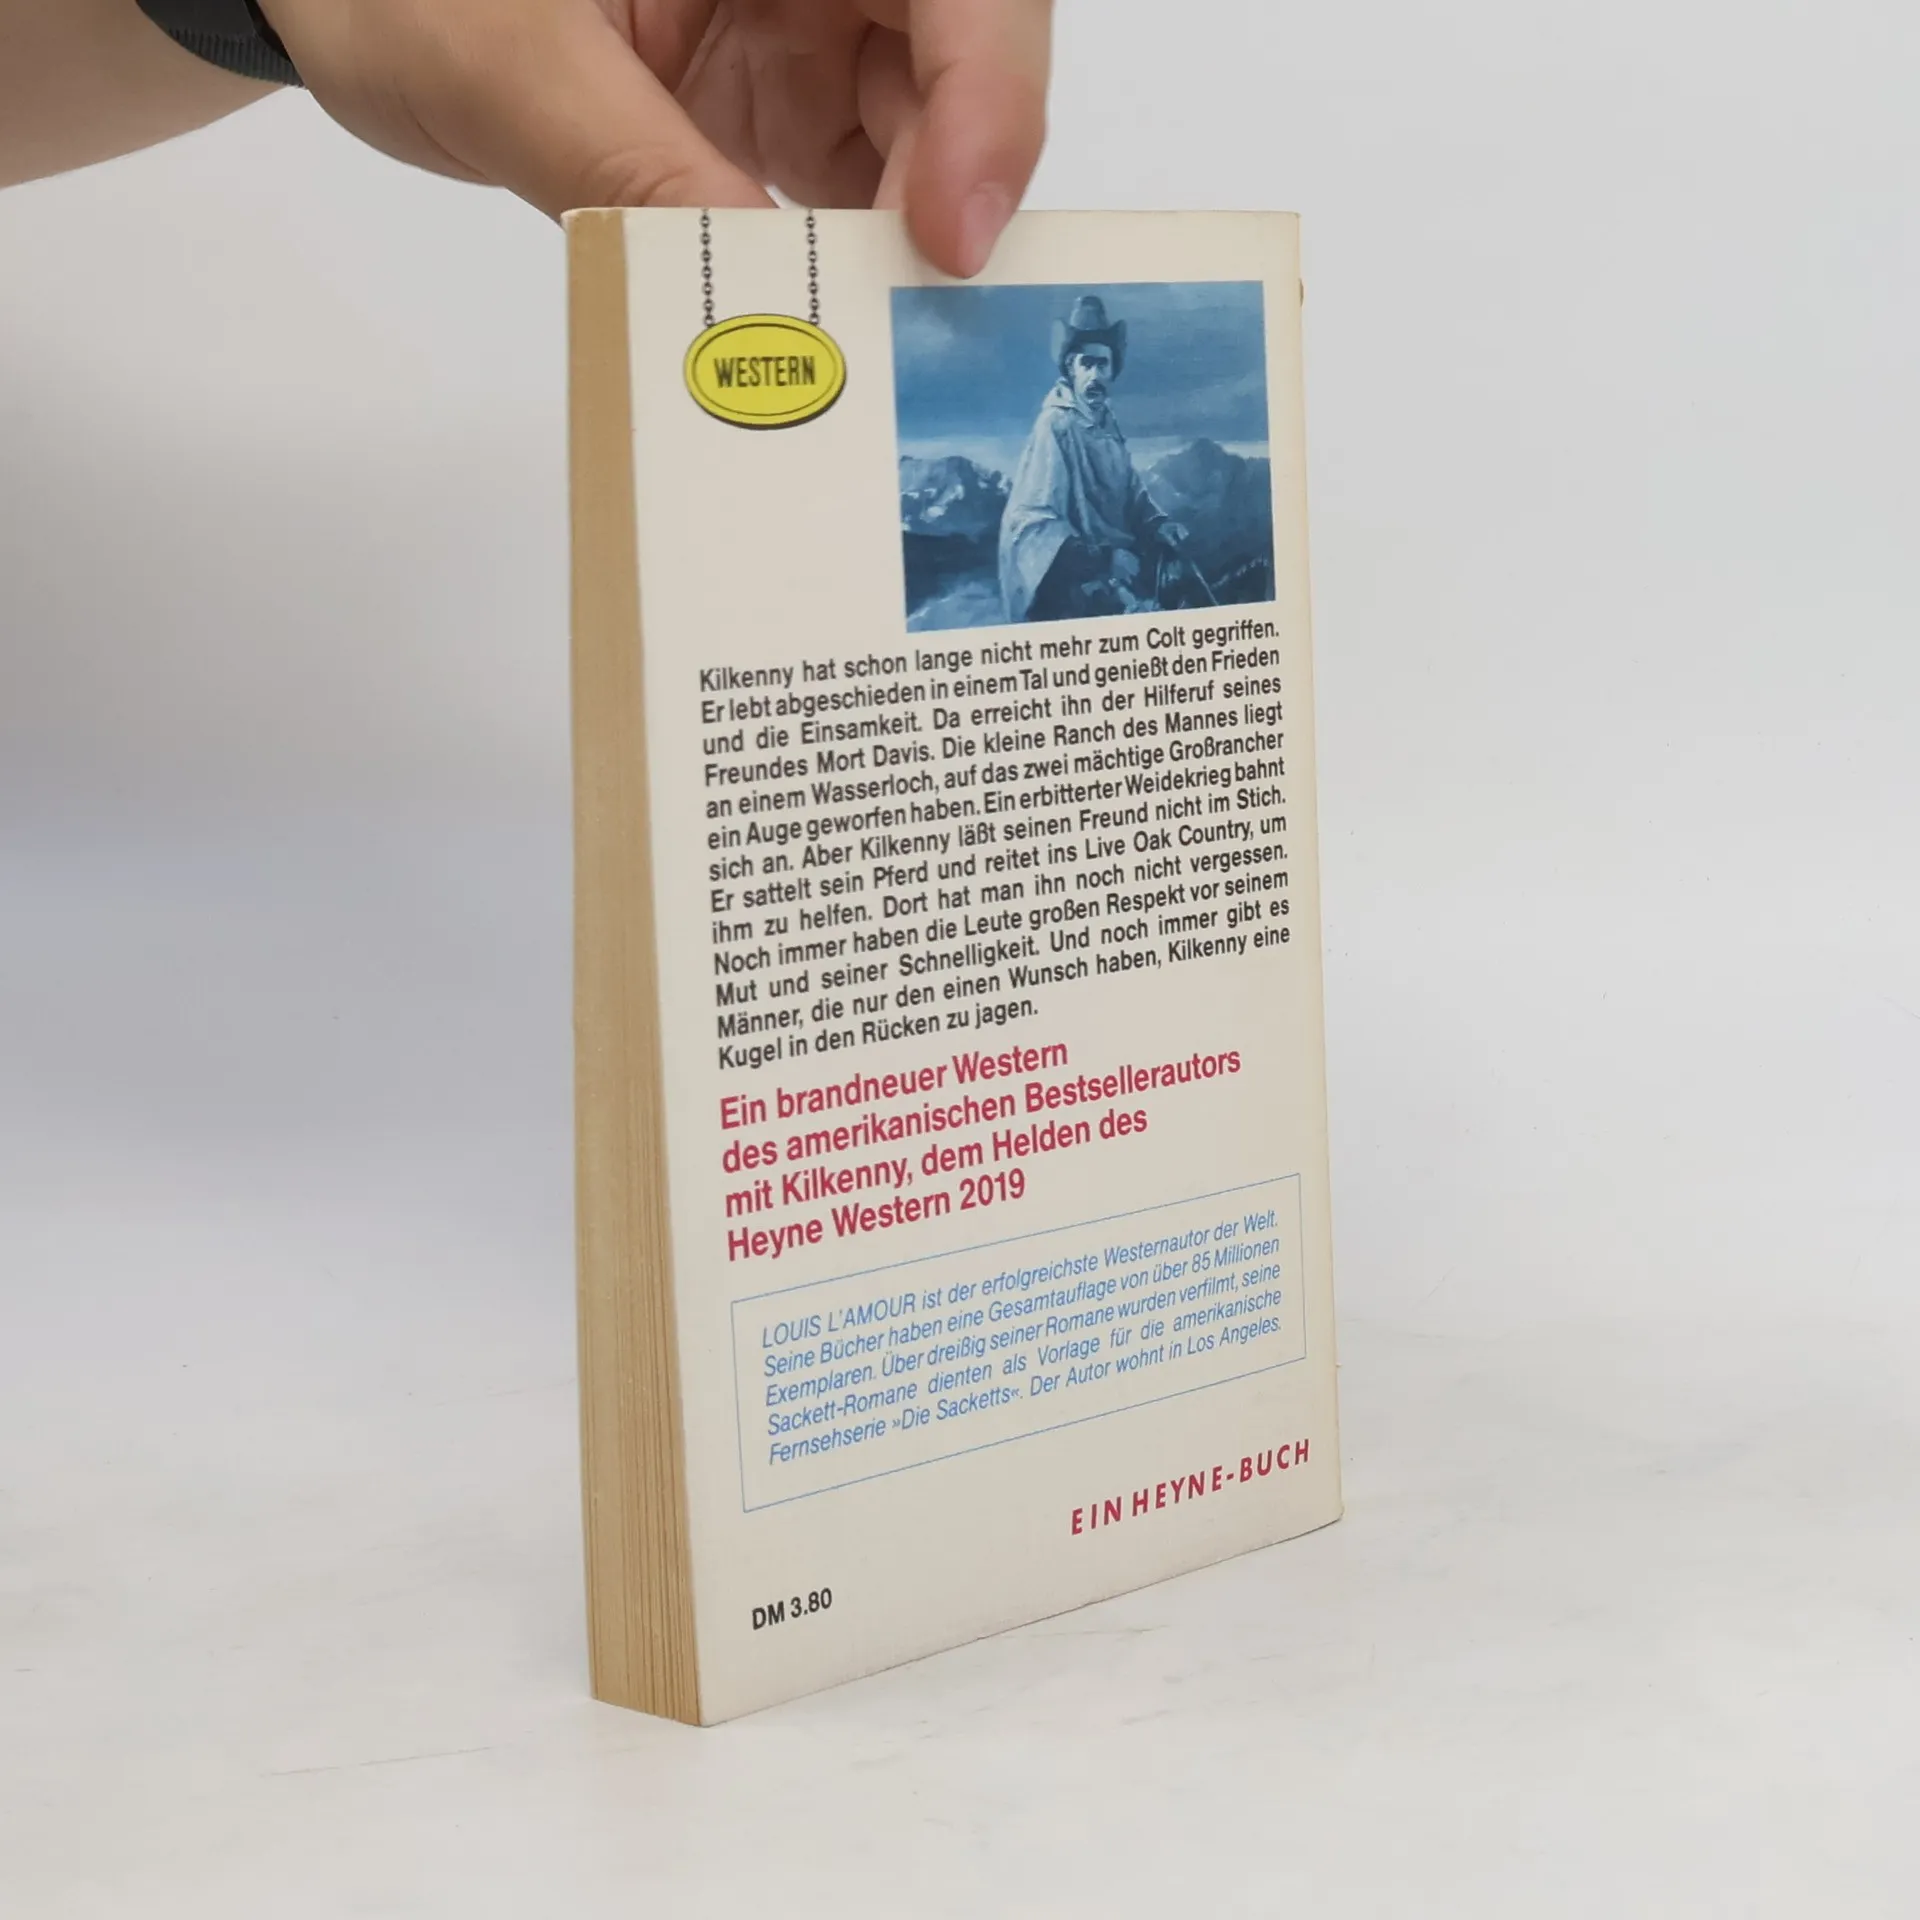 WESTERN
Kilkenny hat schon lange nicht mehr zum Colt gegriffen.
Er lebt abgeschieden in einem Tal und genießt den Frieden
und die Einsamkeit. Da erreicht ihn der Hilferuf seines
Freundes Mort Davis. Die kleine Ranch des Mannes liegt
an einem Wasserloch, auf das zwei mächtige Großrancher
ein Auge geworfen haben. Ein erbitterter Weidekrieg bahnt
sich an. Aber Kilkenny läßt seinen Freund nicht im Stich.
Er sattelt sein Pferd und reitet ins Live Oak Country, um
ihm zu helfen. Dort hat man ihn noch nicht vergessen.
Noch immer haben die Leute großen Respekt vor seinem
Mut und seiner Schnelligkeit. Und noch immer gibt es
Männer, die nur den einen Wunsch haben, Kilkenny eine
Kugel in den Rücken zu jagen.
Ein brandneuer Western
des amerikanischen Bestsellerautors
mit Kilkenny, dem Helden des
Heyne Western 2019
LOUIS L'AMOUR ist der erfolgreichste Westernautor der Welt.
Seine Bücher haben eine Gesamtauflage von über 85 Millionen
Exemplaren. Über dreißig seiner Romane wurden verfilmt, seine
Sackett-Romane dienten als Vorlage für die amerikanische
Fernsehserie »Die Sacketts«. Der Autor wohnt in Los Angeles.
EIN HEYNE-BUCH
DM 3.80